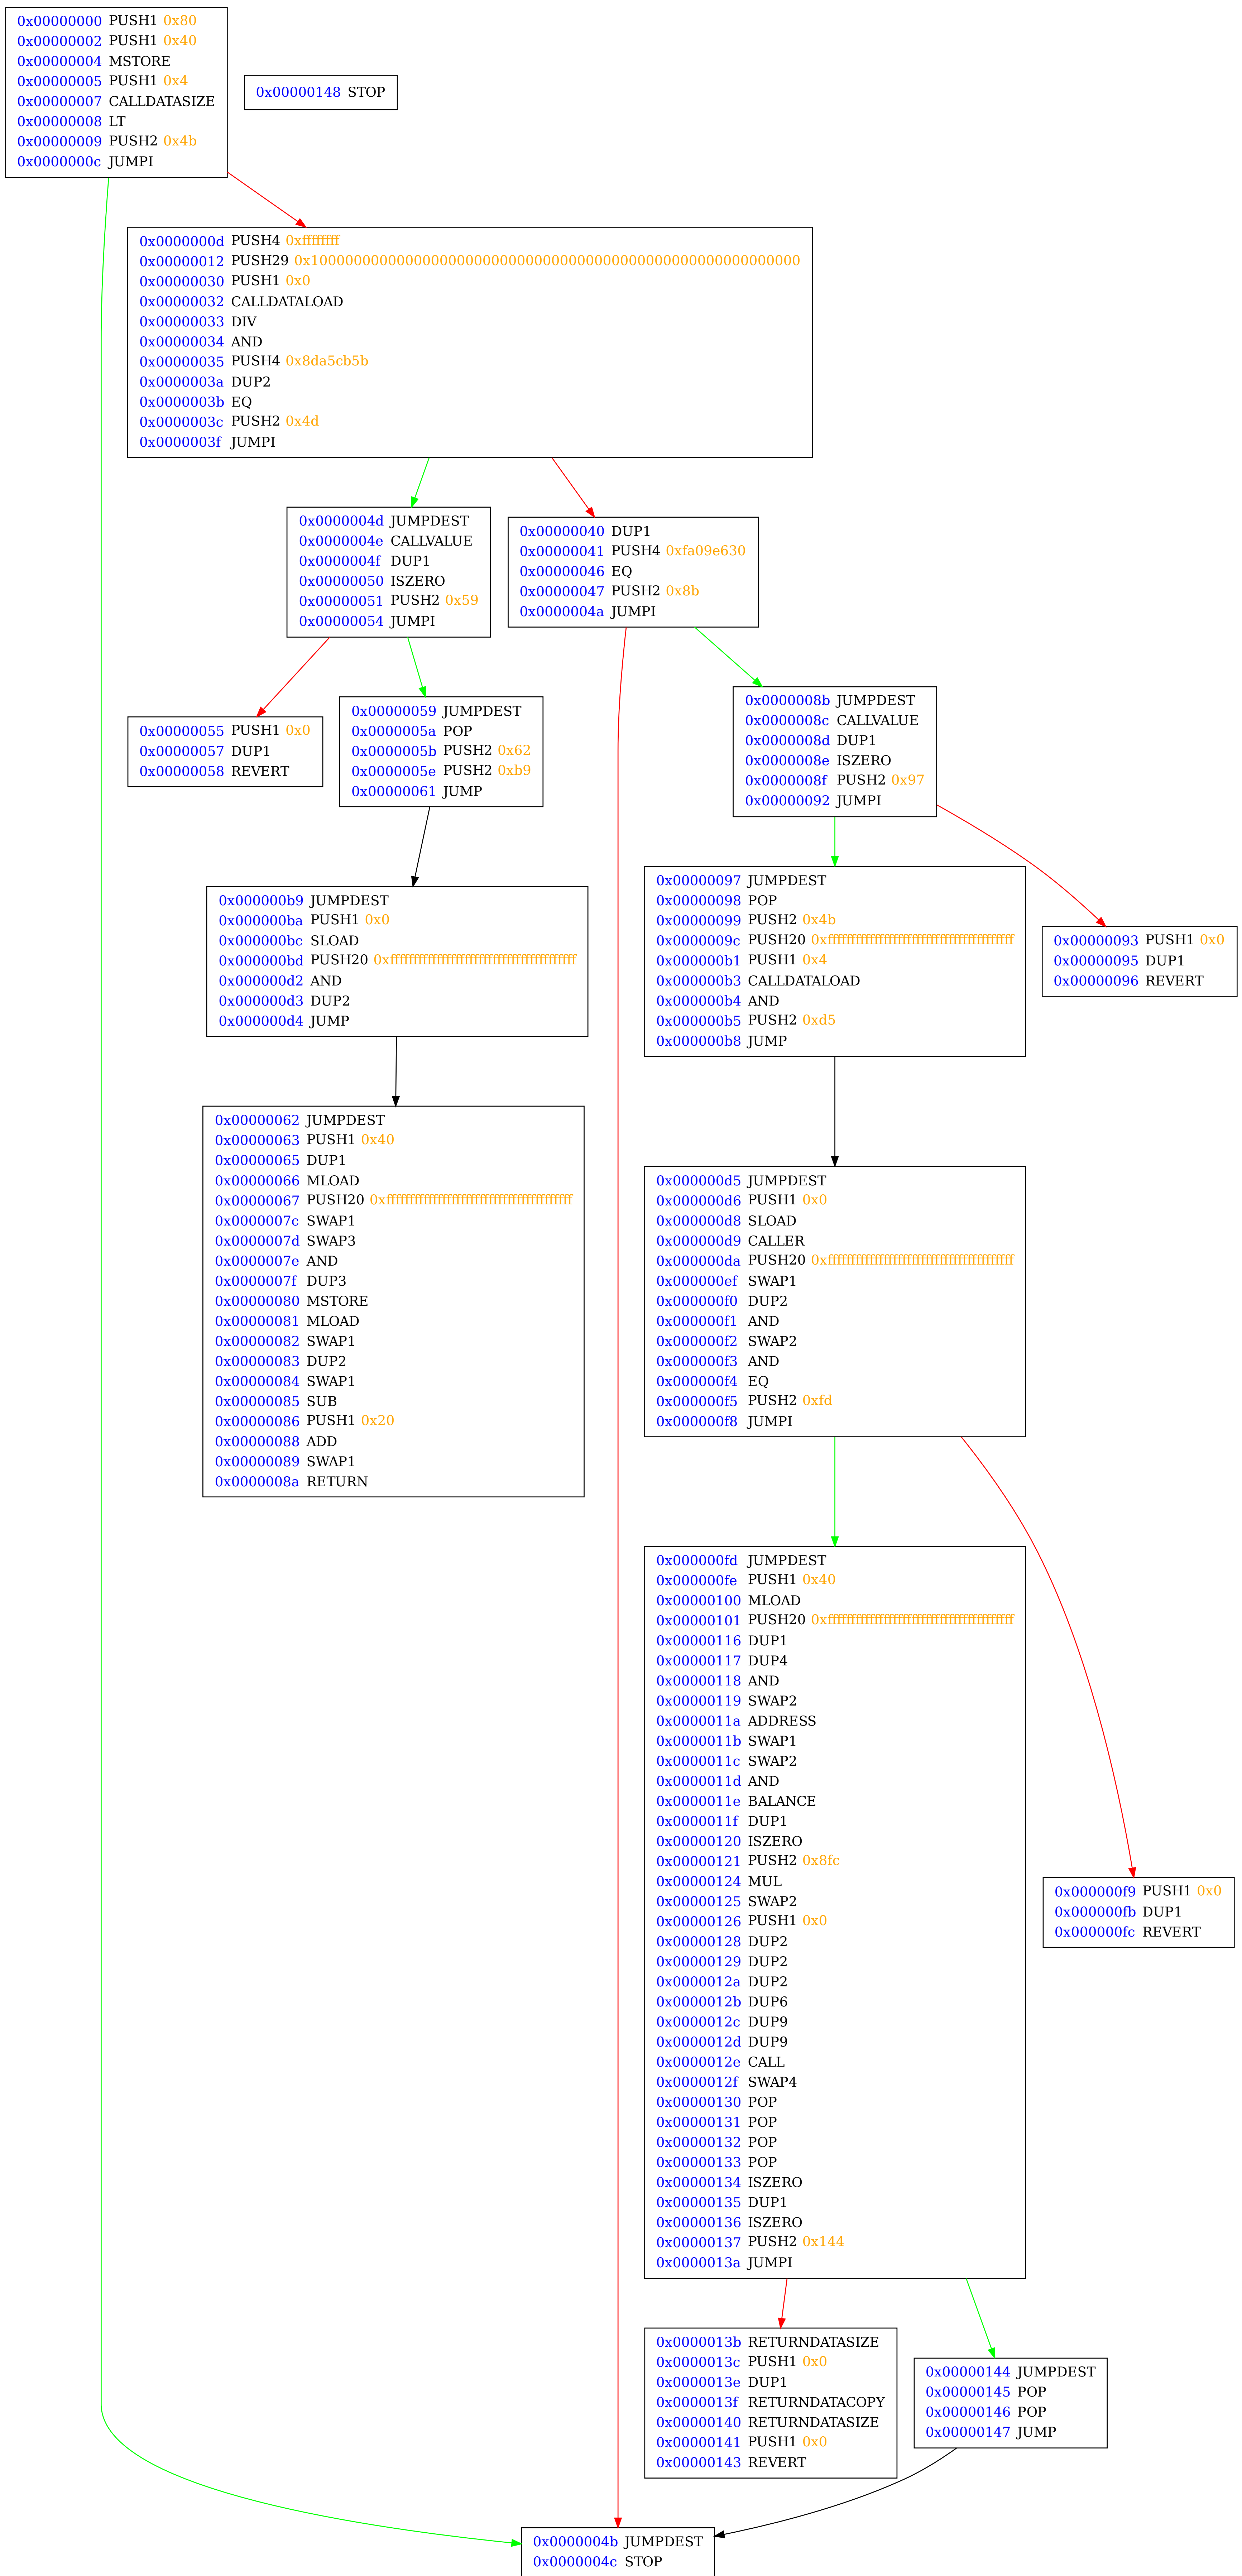 0x00000000 PUSH1 0x80
0x00000002 PUSH1 0x40
0x00000004 MSTORE
0x00000005 PUSH1 0x4
0x00000007 CALLDATASIZE
0x00000008 LT
0x00000009 PUSH2 0x4b
0x0000000c JUMPI
0x00000148 STOP
0x0000000d PUSH4 0xffffffff
0x00000012 PUSH29 0x100000000000000000000000000000000000000000000000000000000
0x00000030 PUSH1 0x0
0x00000032 CALLDATALOAD
0x00000033 DIV
0x00000034 AND
0x00000035 PUSH4 0x8da5cb5b
0x0000003a DUP2
0x0000003b EQ
0x0000003c PUSH2 0x4d
0x0000003f JUMPI
0x0000004d JUMPDEST
0x0000004e CALLVALUE
0x0000004f DUP1
0x00000050 ISZERO
0x00000051 PUSH2 0x59
0x00000054 JUMPI
0x00000040 DUP1
0x00000041 PUSH4 0xfa09e630
0x00000046 EQ
0x00000047 PUSH2 0x8b
0x0000004a JUMPI
0x00000055 PUSH1 0x0
0x00000057 DUP1
0x00000058 REVERT
0x00000059 JUMPDEST
0x0000005a POP
0x0000005b PUSH2 0x62
0x0000005e PUSH2 0xb9
0x00000061 JUMP
0x0000008b JUMPDEST
0x0000008c CALLVALUE
0x0000008d DUP1
0x0000008e ISZERO
0x0000008f PUSH2 0x97
0x00000092 JUMPI
0x000000b9 JUMPDEST
0x000000ba PUSH1 0x0
0x000000bc SLOAD
0x000000bd PUSH20 0xffffffffffffffffffffffffffffffffffffffff
0x000000d2 AND
0x000000d3 DUP2
0x000000d4 JUMP
0x00000097 JUMPDEST
0x00000098 POP
0x00000099 PUSH2 0x4b
0x0000009c PUSH20 0xffffffffffffffffffffffffffffffffffffffff
0x000000b1 PUSH1 0x4
0x000000b3 CALLDATALOAD
0x000000b4 AND
0x000000b5 PUSH2 0xd5
0x000000b8 JUMP
0x00000093 PUSH1 0x0
0x00000095 DUP1
0x00000096 REVERT
0x00000062 JUMPDEST
0x00000063 PUSH1 0x40
0x00000065 DUP1
0x00000066 MLOAD
0x00000067 PUSH20 0xffffffffffffffffffffffffffffffffffffffff
0x0000007c SWAP1
0x0000007d SWAP3
0x0000007e AND
0x0000007f DUP3
0x00000080 MSTORE
0x00000081 MLOAD
0x00000082 SWAP1
0x00000083 DUP2
0x00000084 SWAP1
0x00000085 SUB
0x00000086 PUSH1 0x20
0x00000088 ADD
0x00000089 SWAP1
0x0000008a RETURN
0x000000d5 JUMPDEST
0x000000d6 PUSH1 0x0
0x000000d8 SLOAD
0x000000d9 CALLER
0x000000da PUSH20 0xffffffffffffffffffffffffffffffffffffffff
0x000000ef SWAP1
0x000000f0 DUP2
0x000000f1 AND
0x000000f2 SWAP2
0x000000f3 AND
0x000000f4 EQ
0x000000f5 PUSH2 0xfd
0x000000f8 JUMPI
0x000000fd JUMPDEST
0x000000fe PUSH1 0x40
0x00000100 MLOAD
0x00000101 PUSH20 0xffffffffffffffffffffffffffffffffffffffff
0x00000116 DUP1
0x00000117 DUP4
0x00000118 AND
0x00000119 SWAP2
0x0000011a ADDRESS
0x0000011b SWAP1
0x0000011c SWAP2
0x0000011d AND
0x0000011e BALANCE
0x0000011f DUP1
0x00000120 ISZERO
0x00000121 PUSH2 0x8fc
0x00000124 MUL
0x00000125 SWAP2
0x00000126 PUSH1 0x0
0x00000128 DUP2
0x00000129 DUP2
0x0000012a DUP2
0x0000012b DUP6
0x0000012c DUP9
0x0000012d DUP9
0x0000012e CALL
0x0000012f SWAP4
0x00000130 POP
0x00000131 POP
0x00000132 POP
0x00000133 POP
0x00000134 ISZERO
0x00000135 DUP1
0x00000136 ISZERO
0x00000137 PUSH2 0x144
0x0000013a JUMPI
0x000000f9 PUSH1 0x0
0x000000fb DUP1
0x000000fc REVERT
0x0000013b RETURNDATASIZE
0x0000013c PUSH1 0x0
0x0000013e DUP1
0x0000013f RETURNDATACOPY
0x00000140 RETURNDATASIZE
0x00000141 PUSH1 0x0
0x00000143 REVERT
0x00000144 JUMPDEST
0x00000145 POP
0x00000146 POP
0x00000147 JUMP
0x0000004b JUMPDEST
0x0000004c STOP